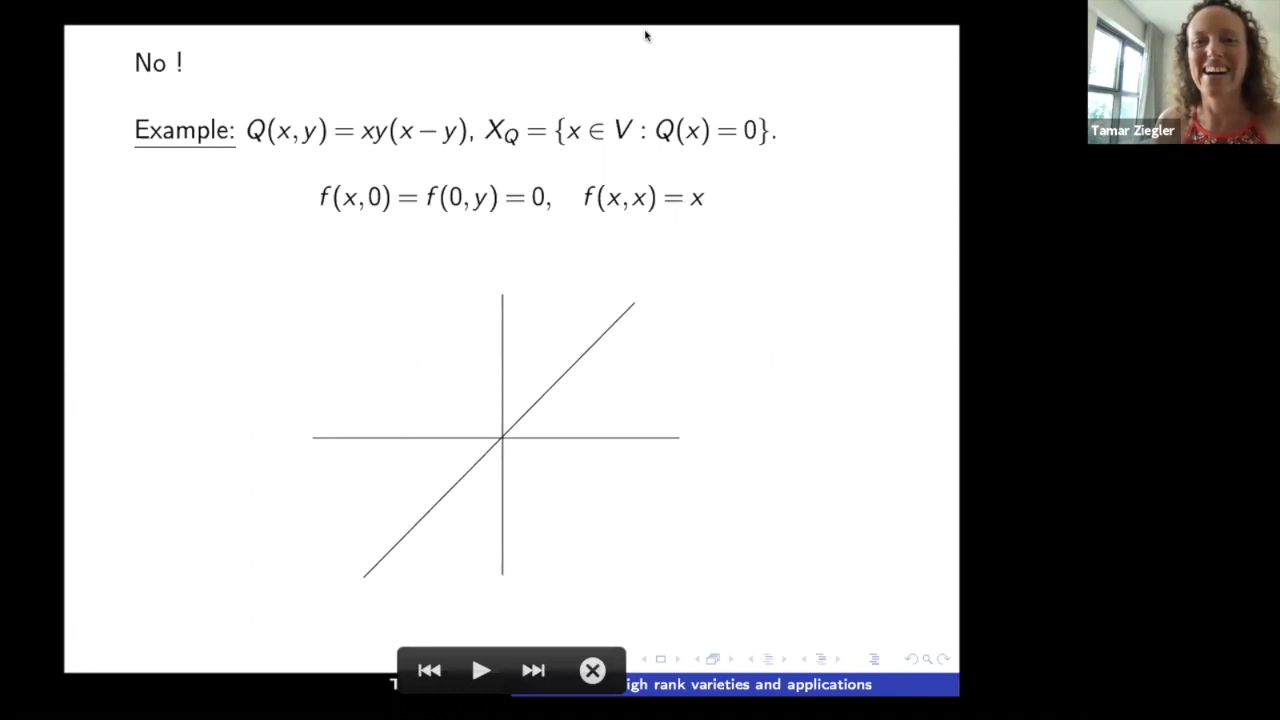 No !
Example: Q(x, y) = xy(x − y), X_Q = {x ∈ V : Q(x) = 0}.
f(x, 0) = f(0, y) = 0, f(x, x) = x
Tamar Ziegler
igh rank varieties and applications